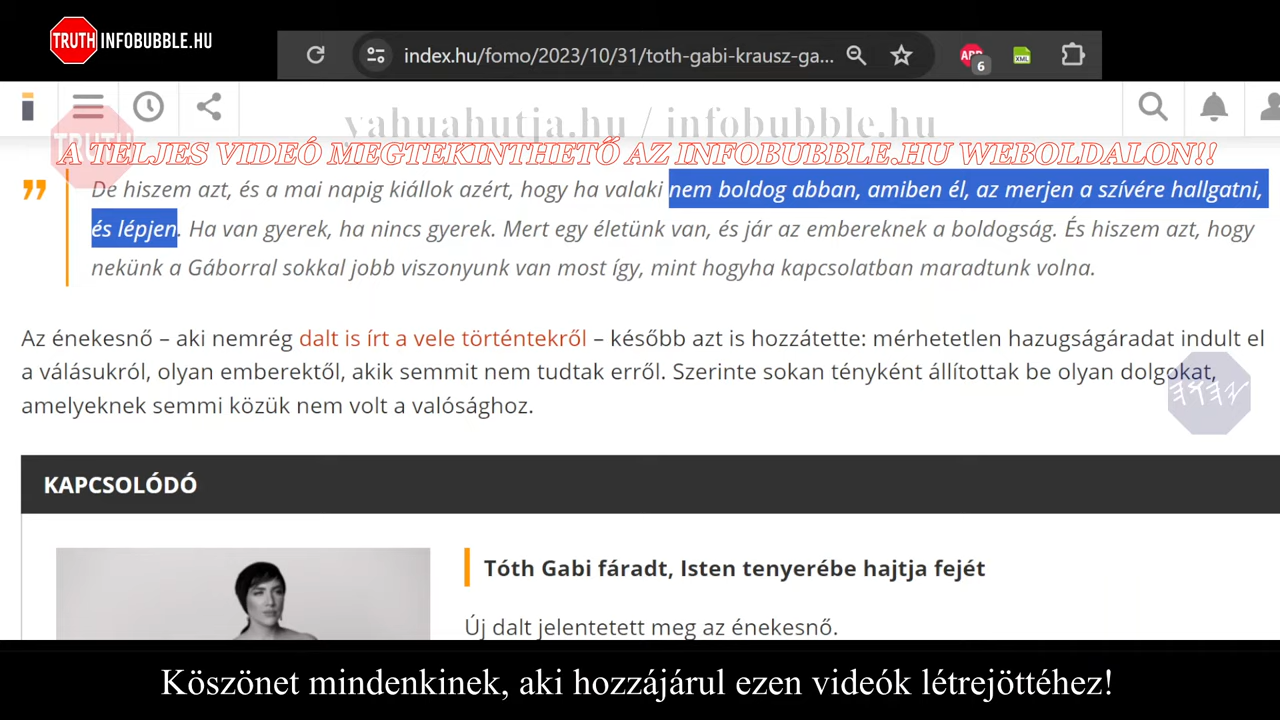 TRUTH INFOBUBBLE.HU
index.hu/fomo/2023/10/31/toth-gabi-krausz-ga...
6
yahuahutja.hu / infobubble.hu
TRUTH
A TELJES VIDEÓ MEGTEKINTHETŐ AZ INFOBUBBLE.HU WEBOLDALON!!
De hiszem azt, és a mai napig kiállok azért, hogy ha valaki nem boldog abban, amiben él, az merjen a szívére hallgatni,
és lépjen. Ha van gyerek, ha nincs gyerek. Mert egy életünk van, és jár az embereknek a boldogság. És hiszem azt, hogy
nekünk a Gáborral sokkal jobb viszonyunk van most így, mint hogyha kapcsolatban maradtunk volna.
Az énekesnő – aki nemrég dalt is írt a vele történtekről – később azt is hozzátette: mérhetetlen hazugságáradat indult el
a válásukról, olyan emberektől, akik semmit nem tudtak erről. Szerinte sokan tényként állítottak be olyan dolgokat,
amelyeknek semmi közük nem volt a valósághoz.
KAPCSOLÓDÓ
Tóth Gabi fáradt, Isten tenyerébe hajtja fejét
Új dalt jelentetett meg az énekesnő.
Köszönet mindenkinek, aki hozzájárul ezen videók létrejöttéhez!